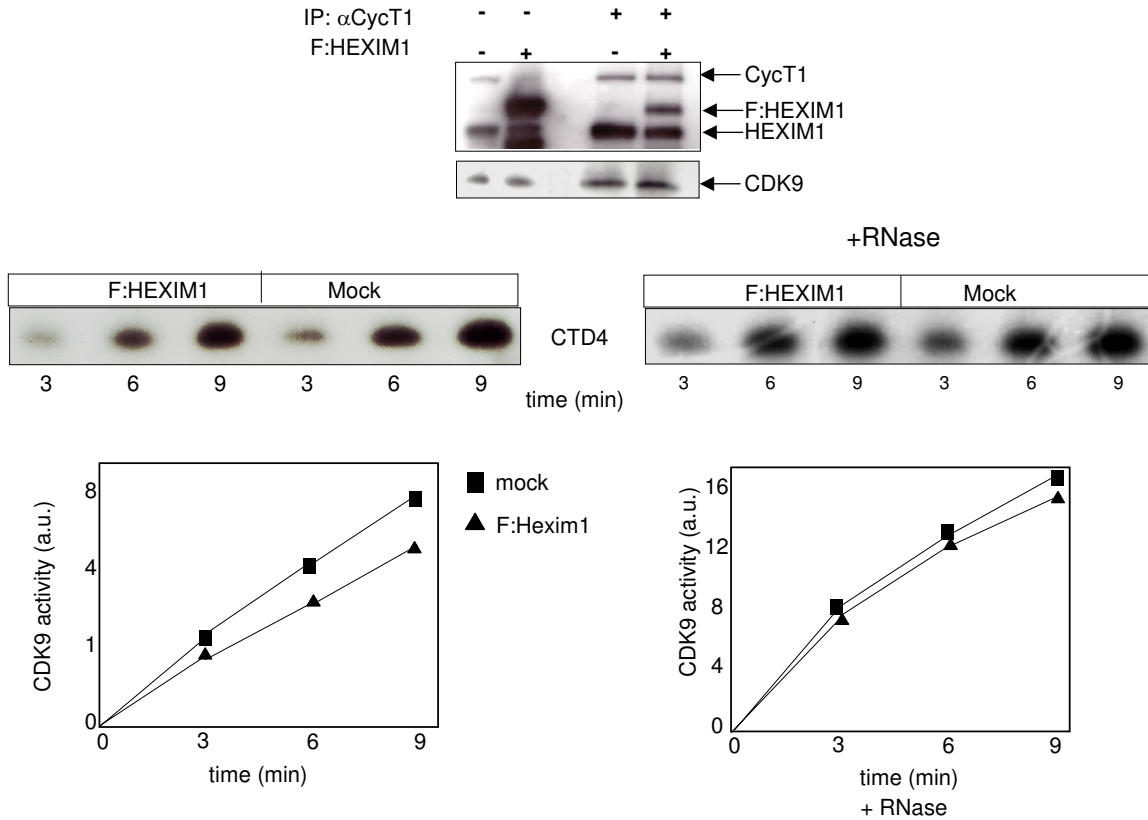 IP: αCycT1 - - + +
F:HEXIM1 - + - +
CycT1
F:HEXIM1
HEXIM1
CDK9
+RNase
F:HEXIM1 Mock
F:HEXIM1 Mock
CTD4
3 6 9 3 6 9
3 6 9 3 6 9
time (min)
8
4
1
0
0 3 6 9
CDK9 activity (a.u.)
time (min)
mock
F:Hexim1
16
12
8
4
0
0 3 6 9
CDK9 activity (a.u.)
time (min)
+ RNase